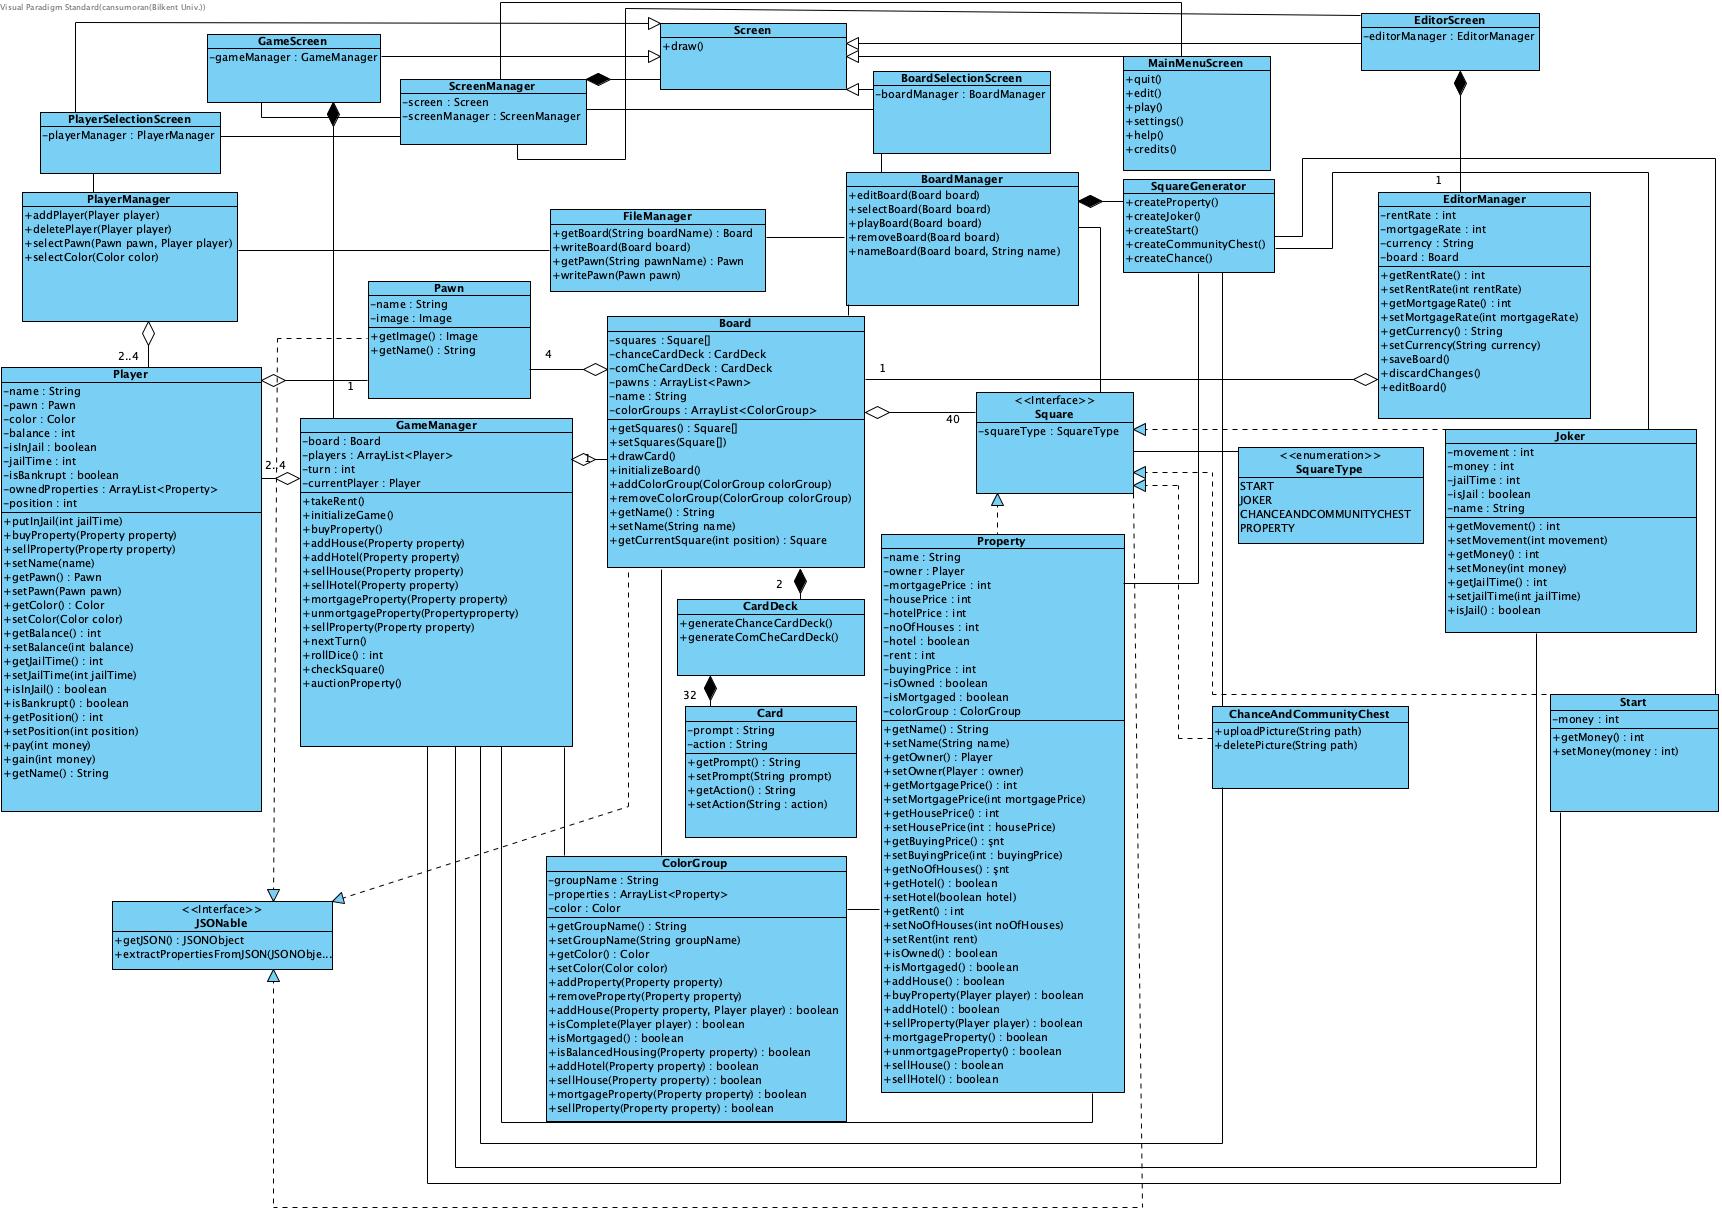 Visual Paradigm Standard(cansumoran(Bilkent Univ.))
Screen
+draw()
EditorScreen
-editorManager : EditorManager
GameScreen
-gameManager : GameManager
ScreenManager
-screen : Screen
-screenManager : ScreenManager
BoardSelectionScreen
-boardManager : BoardManager
MainMenuScreen
+quit()
+edit()
+play()
+settings()
+help()
+credits()
PlayerSelectionScreen
-playerManager : PlayerManager
PlayerManager
+addPlayer(Player player)
+deletePlayer(Player player)
+selectPawn(Pawn pawn, Player player)
+selectColor(Color color)
FileManager
+getBoard(String boardName) : Board
+writeBoard(Board board)
+getPawn(String pawnName) : Pawn
+writePawn(Pawn pawn)
BoardManager
+editBoard(Board board)
+selectBoard(Board board)
+playBoard(Board board)
+removeBoard(Board board)
+nameBoard(Board board, String name)
SquareGenerator
+createProperty()
+createJoker()
+createStart()
+createCommunityChest()
+createChance()
1
EditorManager
-rentRate : int
-mortgageRate : int
-currency : String
-board : Board
+getRentRate() : int
+setRentRate(int rentRate)
+getMortgageRate() : int
+setMortgageRate(int mortgageRate)
+getCurrency() : String
+setCurrency(String currency)
+saveBoard()
+discardChanges()
+editBoard()
Pawn
-name : String
-image : Image
+getImage() : Image
+getName() : String
4
1
2..4
1
Board
-squares : Square[]
-chanceCardDeck : CardDeck
-comCheCardDeck : CardDeck
-pawns : ArrayList<Pawn>
-name : String
-colorGroups : ArrayList<ColorGroup>
+getSquares() : Square[]
+setSquares(Square[])
+drawCard()
+initializeBoard()
+addColorGroup(ColorGroup colorGroup)
+removeColorGroup(ColorGroup colorGroup)
+getName() : String
+setName(String name)
+getCurrentSquare(int position) : Square
40
<<Interface>>
Square
-squareType : SquareType
Player
-name : String
-pawn : Pawn
-color : Color
-balance : int
-isInJail : boolean
-jailTime : int
-isBankrupt : boolean
-ownedProperties : ArrayList<Property>
-position : int
+putInJail(int jailTime)
+buyProperty(Property property)
+sellProperty(Property property)
+setName(name)
+getPawn() : Pawn
+setPawn(Pawn pawn)
+getColor() : Color
+setColor(Color color)
+getBalance() : int
+setBalance(int balance)
+getJailTime() : int
+setJailTime(int jailTime)
+isInJail() : boolean
+isBankrupt() : boolean
+getPosition() : int
+setPosition(int position)
+pay(int money)
+gain(int money)
+getName() : String
2..4
GameManager
-board : Board
-players : ArrayList<Player>
-turn : int
-currentPlayer : Player
+takeRent()
+initializeGame()
+buyProperty()
+addHouse(Property property)
+addHotel(Property property)
+sellHouse(Property property)
+sellHotel(Property property)
+mortgageProperty(Property property)
+unmortgageProperty(Propertyproperty)
+sellProperty(Property property)
+nextTurn()
+rollDice() : int
+checkSquare()
+auctionProperty()
1
<<enumeration>>
SquareType
START
JOKER
CHANCEANDCOMMUNITYCHEST
PROPERTY
Joker
-movement : int
-money : int
-jailTime : int
-isJail : boolean
-name : String
+getMovement() : int
+setMovement(int movement)
+getMoney() : int
+setMoney(int money)
+getJailTime() : int
+setjailTime(int jailTime)
+isJail() : boolean
2
CardDeck
+generateChanceCardDeck()
+generateComCheCardDeck()
32
Card
-prompt : String
-action : String
+getPrompt() : String
+setPrompt(String prompt)
+getAction() : String
+setAction(String : action)
Property
-name : String
-owner : Player
-mortgagePrice : int
-housePrice : int
-hotelPrice : int
-noOfHouses : int
-hotel : boolean
-rent : int
-buyingPrice : int
-isOwned : boolean
-isMortgaged : boolean
-colorGroup : ColorGroup
+getName() : String
+setName(String name)
+getOwner() : Player
+setOwner(Player : owner)
+getMortgagePrice() : int
+setMortgagePrice(int mortgagePrice)
+getHousePrice() : int
+setHousePrice(int : housePrice)
+getBuyingPrice() : şnt
+setBuyingPrice(int : buyingPrice)
+getNoOfHouses() : şnt
+getHotel() : boolean
+setHotel(boolean hotel)
+getRent() : int
+setNoOfHouses(int noOfHouses)
+setRent(int rent)
+isOwned() : boolean
+isMortgaged() : boolean
+addHouse() : boolean
+buyProperty(Player player) : boolean
+addHotel() : boolean
+sellProperty(Player player) : boolean
+mortgageProperty() : boolean
+unmortgageProperty() : boolean
+sellHouse() : boolean
+sellHotel() : boolean
ChanceAndCommunityChest
+uploadPicture(String path)
+deletePicture(String path)
Start
-money : int
+getMoney() : int
+setMoney(money : int)
ColorGroup
-groupName : String
-properties : ArrayList<Property>
-color : Color
+getGroupName() : String
+setGroupName(String groupName)
+getColor() : Color
+setColor(Color color)
+addProperty(Property property)
+removeProperty(Property property)
+addHouse(Property property, Player player) : boolean
+isComplete(Player player) : boolean
+isMortgaged() : boolean
+isBalancedHousing(Property property) : boolean
+addHotel(Property property) : boolean
+sellHouse(Property property) : boolean
+mortgageProperty(Property property) : boolean
+sellProperty(Property property) : boolean
<<Interface>>
JSONable
+getJSON() : JSONObject
+extractPropertiesFromJSON(JSONObje...